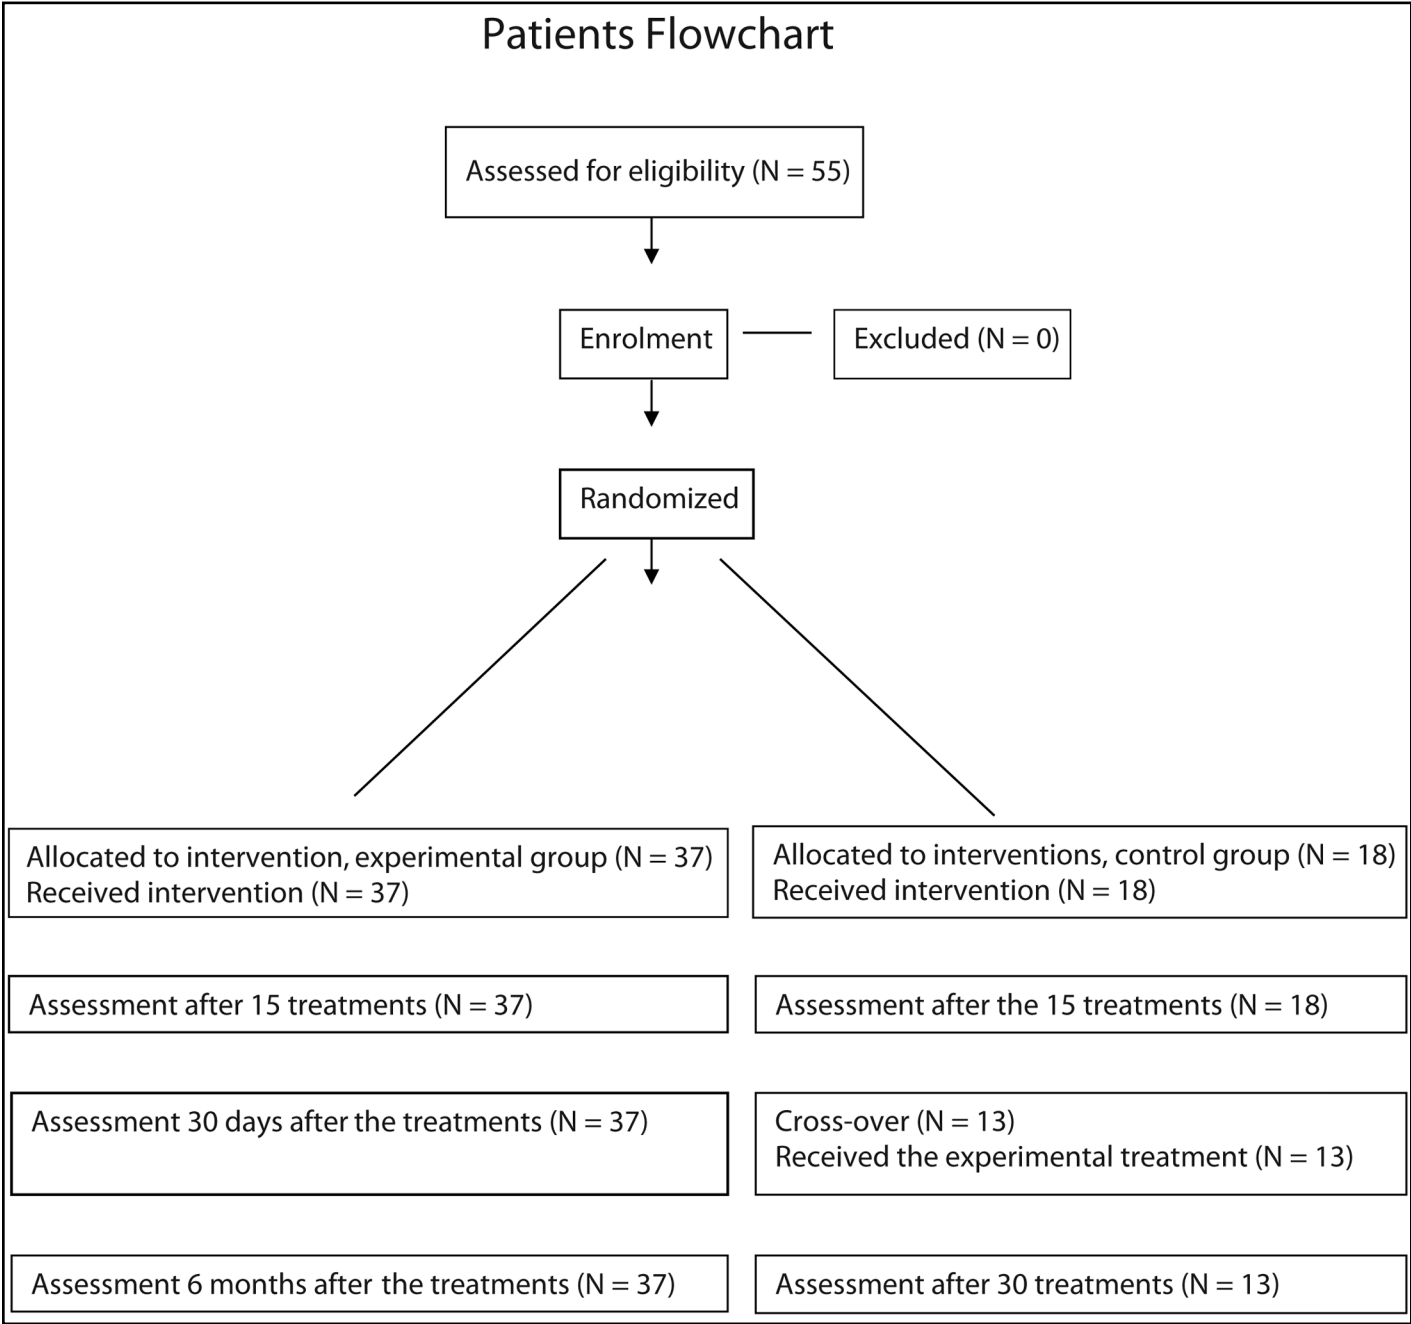 Patients Flowchart
Assessed for eligibility (N = 55)
Enrolment
Excluded (N = 0)
Randomized
Allocated to intervention, experimental group (N = 37)
Received intervention (N = 37)
Allocated to interventions, control group (N = 18)
Received intervention (N = 18)
Assessment after 15 treatments (N = 37)
Assessment after the 15 treatments (N = 18)
Assessment 30 days after the treatments (N = 37)
Cross-over (N = 13)
Received the experimental treatment (N = 13)
Assessment 6 months after the treatments (N = 37)
Assessment after 30 treatments (N = 13)